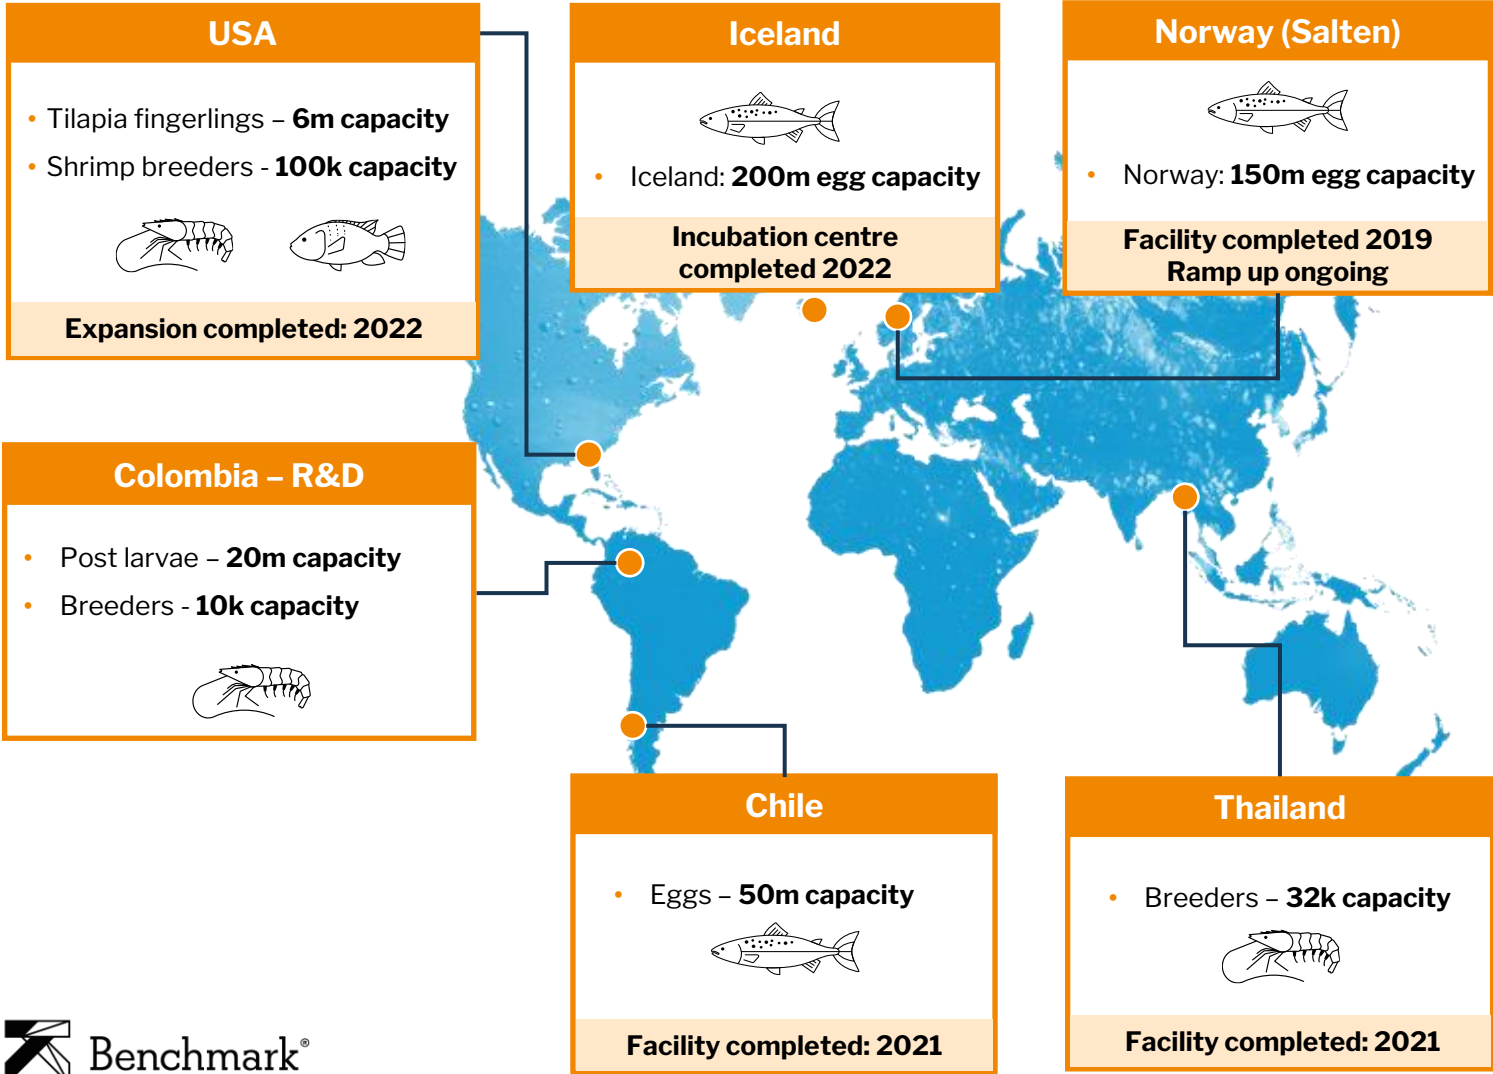 USA
• Tilapia fingerlings – 6m capacity
• Shrimp breeders - 100k capacity
Expansion completed: 2022
Iceland
• Iceland: 200m egg capacity
Incubation centre
completed 2022
Norway (Salten)
• Norway: 150m egg capacity
Facility completed 2019
Ramp up ongoing
Colombia – R&D
• Post larvae – 20m capacity
• Breeders - 10k capacity
Chile
• Eggs – 50m capacity
Facility completed: 2021
Thailand
• Breeders – 32k capacity
Facility completed: 2021
Benchmark®